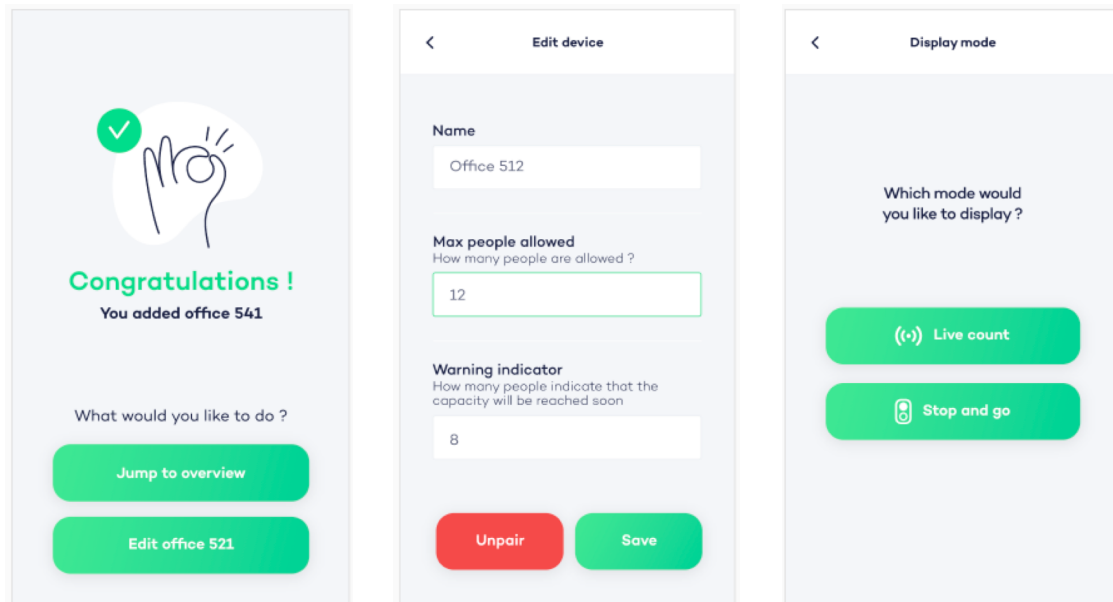 Congratulations !
You added office 541
What would you like to do ?
Jump to overview
Edit office 521
Edit device
Name
Office 512
Max people allowed
How many people are allowed ?
12
Warning indicator
How many people indicate that the
capacity will be reached soon
8
Unpair
Save
Display mode
Which mode would
you like to display ?
Live count
Stop and go